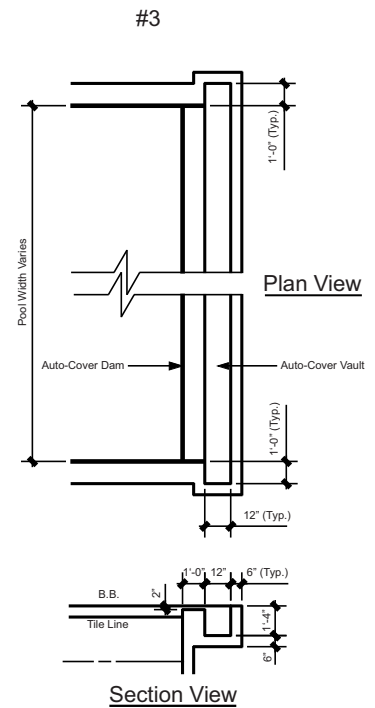 #3
1'-0" (Typ.)
Pool Width Varies
Plan View
Auto-Cover Dam
Auto-Cover Vault
1'-0" (Typ.)
12" (Typ.)
1'-0" 12" 6" (Typ.)
B.B.
2"
Tile Line
1'-4"
6"
Section View